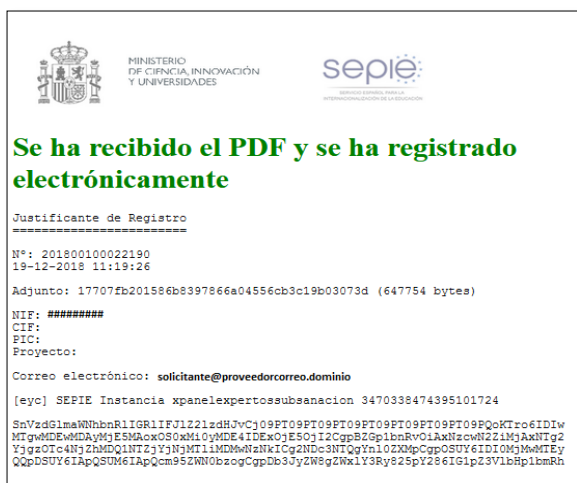 MINISTERIO
DE CIENCIA, INNOVACIÓN
Y UNIVERSIDADES
sepie
SERVICIO ESPAÑOL PARA LA
INTERNACIONALIZACIÓN DE LA EDUCACIÓN
Se ha recibido el PDF y se ha registrado
electrónicamente
Justificante de Registro
========================
Nº: 201800100022190
19-12-2018 11:19:26
Adjunto: 17707fb201586b8397866a04556cb3c19b03073d (647754 bytes)
NIF: #########
CIF:
PIC:
Proyecto:
Correo electrónico: solicitante@proveedorcorreo.dominio
[eyc] SEPIE Instancia xpanelexpertossubsanacion 3470338474395101724
SnVzdGlmaWNhbnRlIGRlIFJlZ2lzdHJvCj09PT09PT09PT09PT09PT09PT09PT09PQoKTro6IDIw
MTgwMDEwMDAyMjE5MAoxOS0xMi0yMDE4IDExOjE5OjI2CgpBZGp1bnRvOiAxNzcwN2ZiMjAxNTg2
YjgzOTc4NjZhMDQ1NTZjYjNjMTliMDMwNzNkICg2NDc3NTQgYnl0ZXMpCgpOSUY6IDI0MjMwMTEy
QQpDSUY6IApQSUM6IApQcm95ZWN0bzogCgpDb3JyZW8gZWxlY3Ry825pY286IG1pZ3VlbHp1bmRh